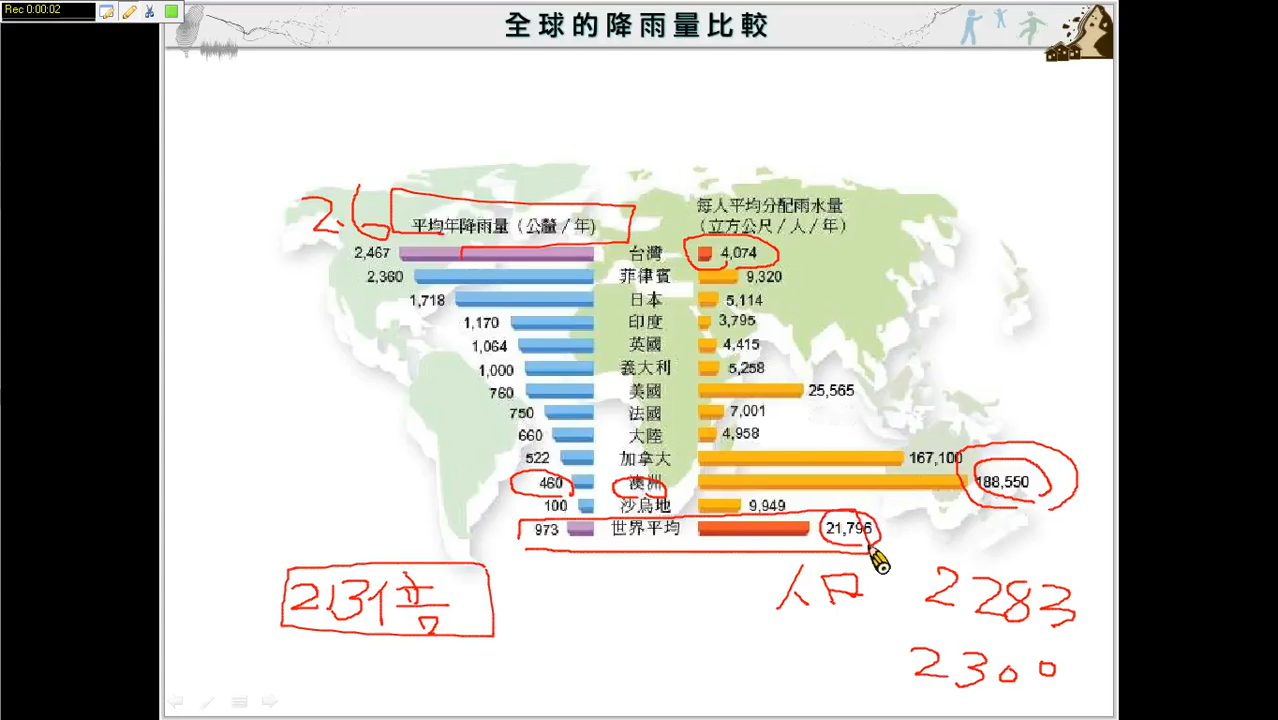 Rec 0:00:02
全球的降雨量比較
2.6
平均年降雨量（公釐／年）
每人平均分配雨水量
（立方公尺／人／年）
2,467 台灣 4,074
2,360 菲律賓 9,320
1,718 日本 5,114
1,170 印度 3,795
1,064 英國 4,415
1,000 義大利 5,258
760 美國 25,565
750 法國 7,001
660 大陸 4,958
522 加拿大 167,100
460 澳洲 188,550
100 沙烏地 9,949
973 世界平均 21,796
人口 2283
2300